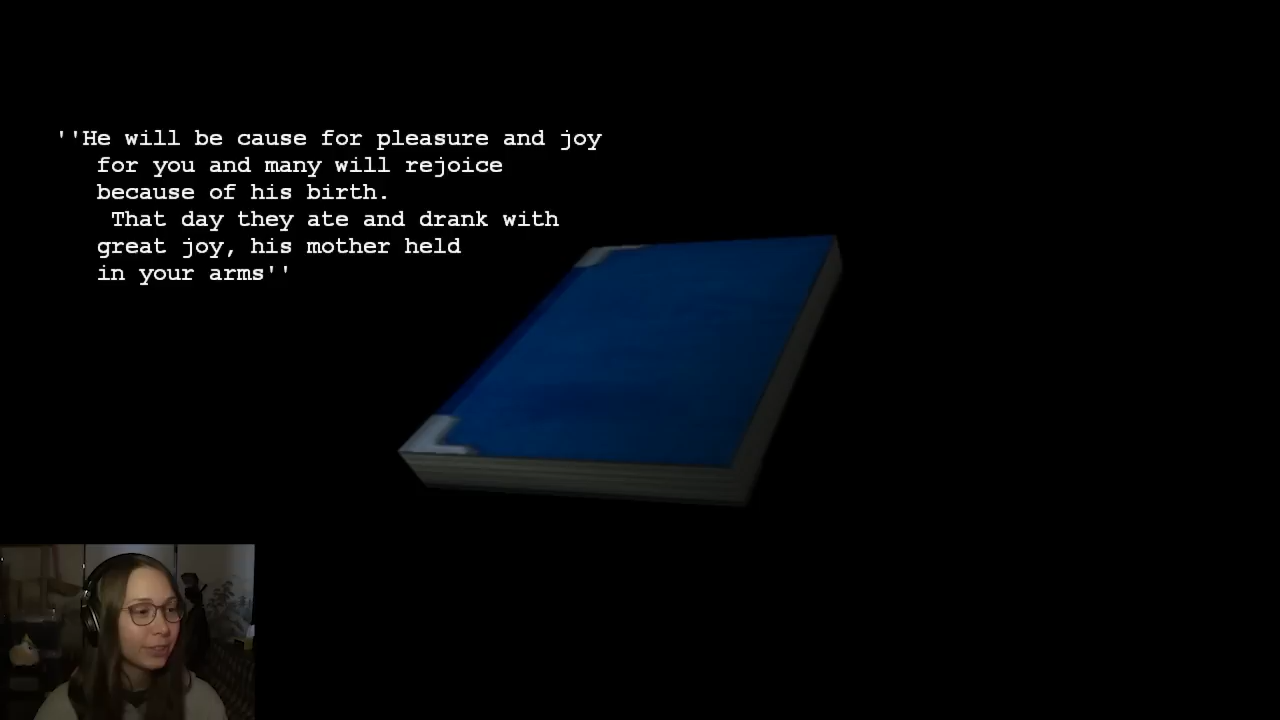 ''He will be cause for pleasure and joy
for you and many will rejoice
because of his birth.
That day they ate and drank with
great joy, his mother held
in your arms''